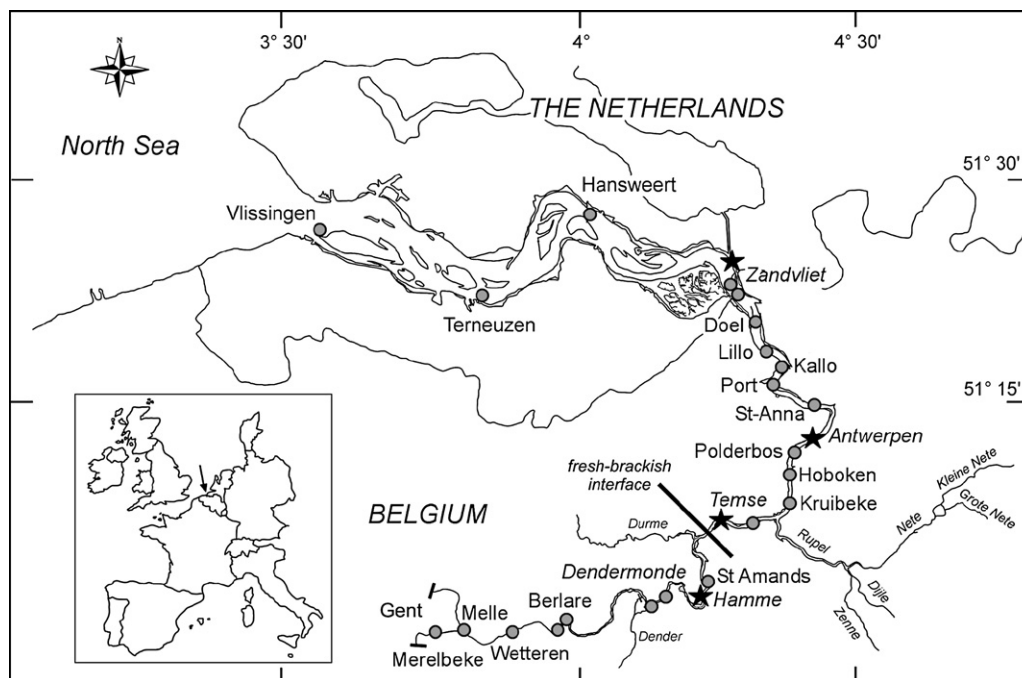 3° 30'
4°
4° 30'
N
THE NETHERLANDS
North Sea
51° 30'
Hansweert
Vlissingen
Zandvliet
Terneuzen
Doel
Lillo
Kallo
Port
51° 15'
St-Anna
Antwerpen
Polderbos
fresh-brackish
interface
Hoboken
Kleine Nete
Temse
Kruibeke
Grote Nete
BELGIUM
Nete
Durme
Rupel
Dendermonde
St Amands
Dijle
Hamme
Gent
Melle
Berlare
Zenne
Dender
Wetteren
Merelbeke